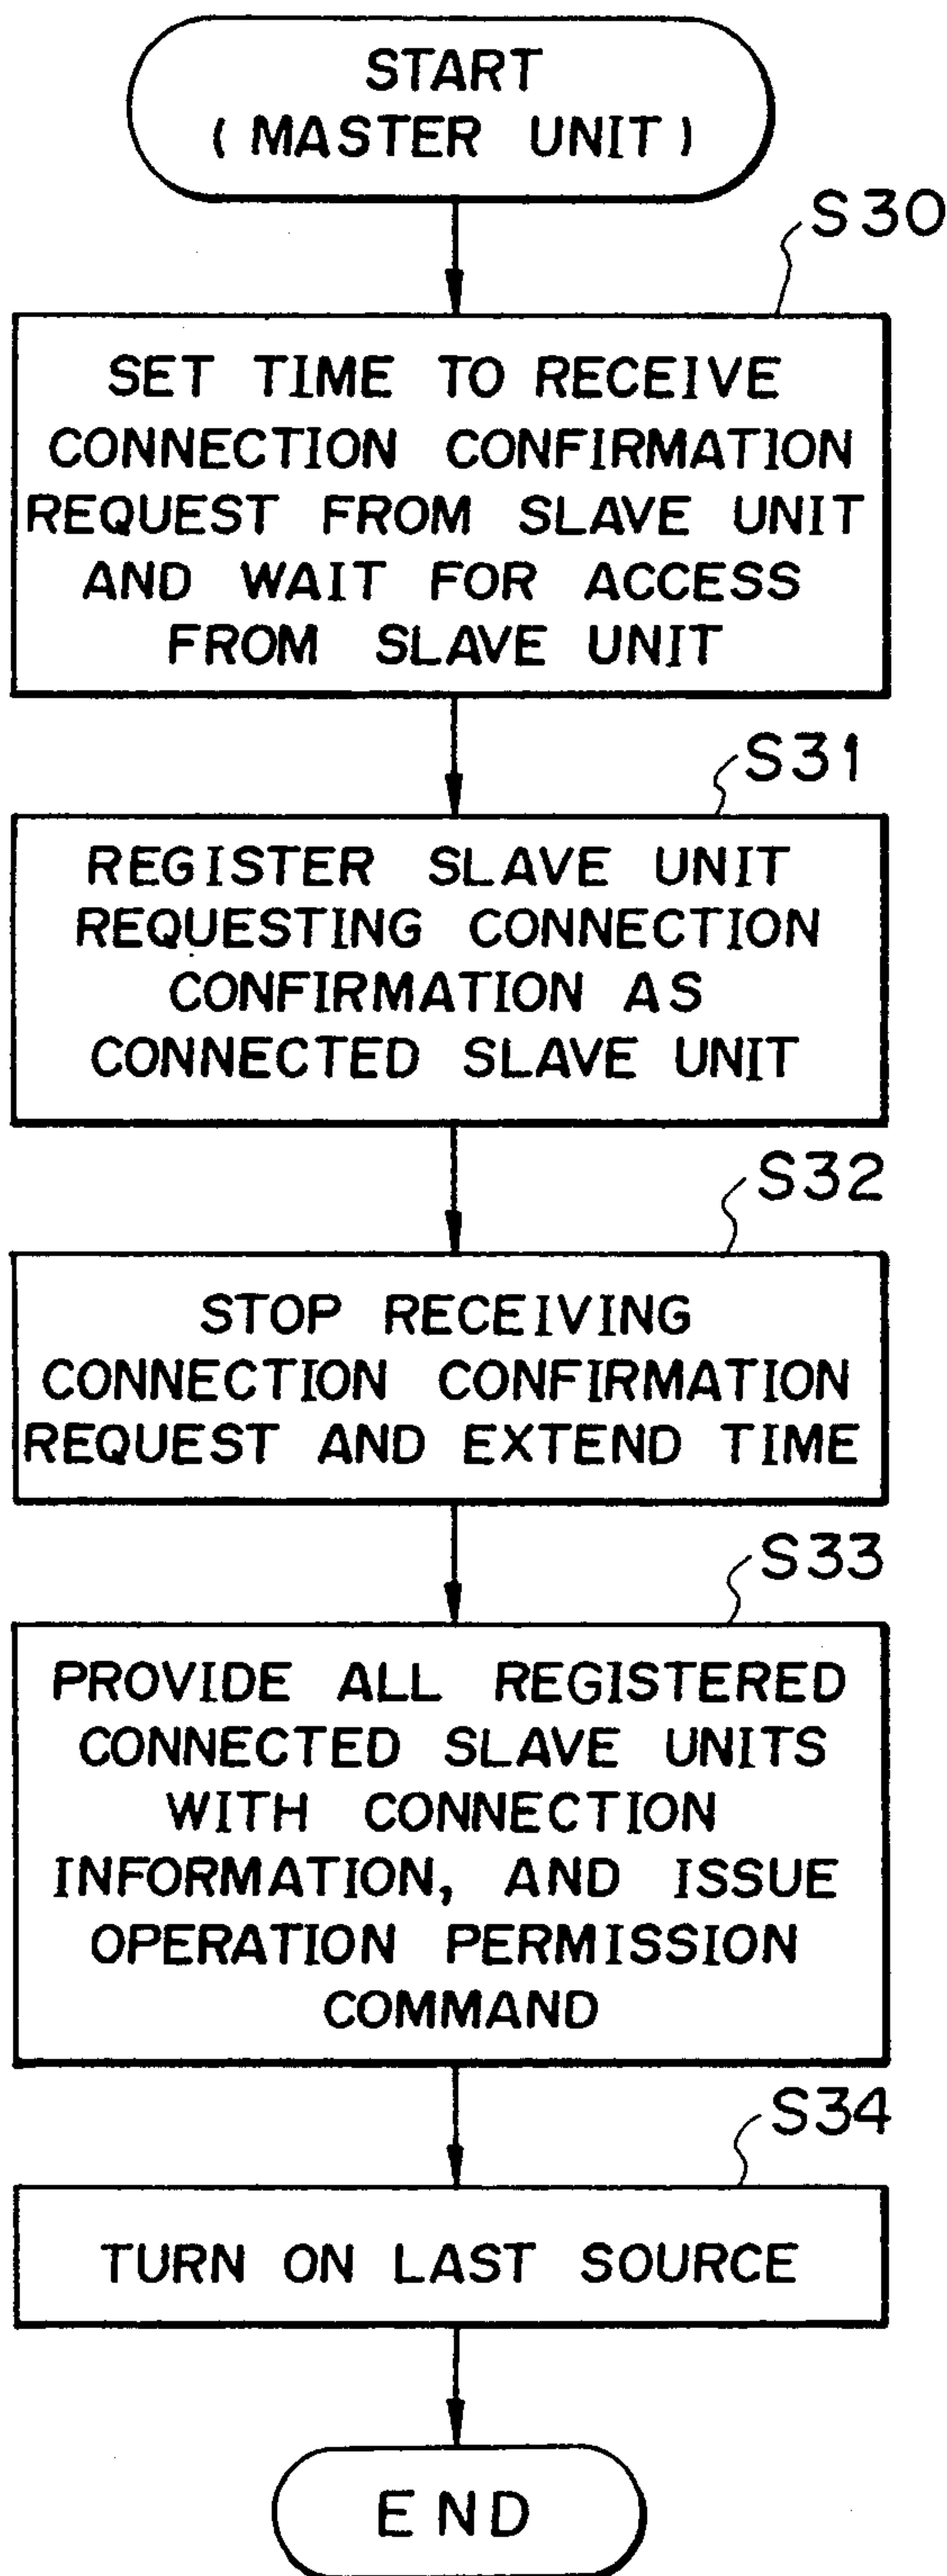 START
( MASTER UNIT )
S30
SET TIME TO RECEIVE
CONNECTION CONFIRMATION
REQUEST FROM SLAVE UNIT
AND WAIT FOR ACCESS
FROM SLAVE UNIT
S31
REGISTER SLAVE UNIT
REQUESTING CONNECTION
CONFIRMATION AS
CONNECTED SLAVE UNIT
S32
STOP RECEIVING
CONNECTION CONFIRMATION
REQUEST AND EXTEND TIME
S33
PROVIDE ALL REGISTERED
CONNECTED SLAVE UNITS
WITH CONNECTION
INFORMATION, AND ISSUE
OPERATION PERMISSION
COMMAND
S34
TURN ON LAST SOURCE
END